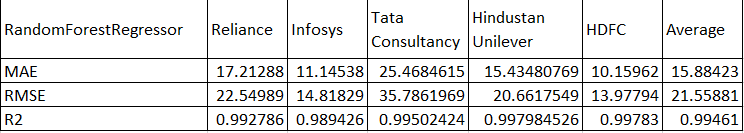 RandomForestRegressor Reliance Infosys Tata Consultancy Hindustan Unilever HDFC Average
MAE 17.21288 11.14538 25.4684615 15.43480769 10.15962 15.88423
RMSE 22.54989 14.81829 35.7861969 20.6617549 13.97794 21.55881
R2 0.992786 0.989426 0.99502424 0.997984526 0.99783 0.99461